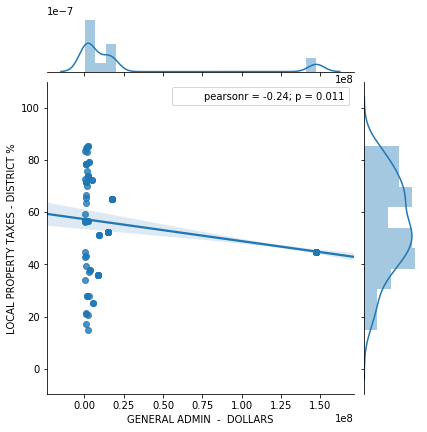 1e−7
1e8
pearsonr = -0.24; p = 0.011
100
80
60
40
20
0
LOCAL PROPERTY TAXES - DISTRICT %
0.00 0.25 0.50 0.75 1.00 1.25 1.50
1e8
GENERAL ADMIN  -  DOLLARS